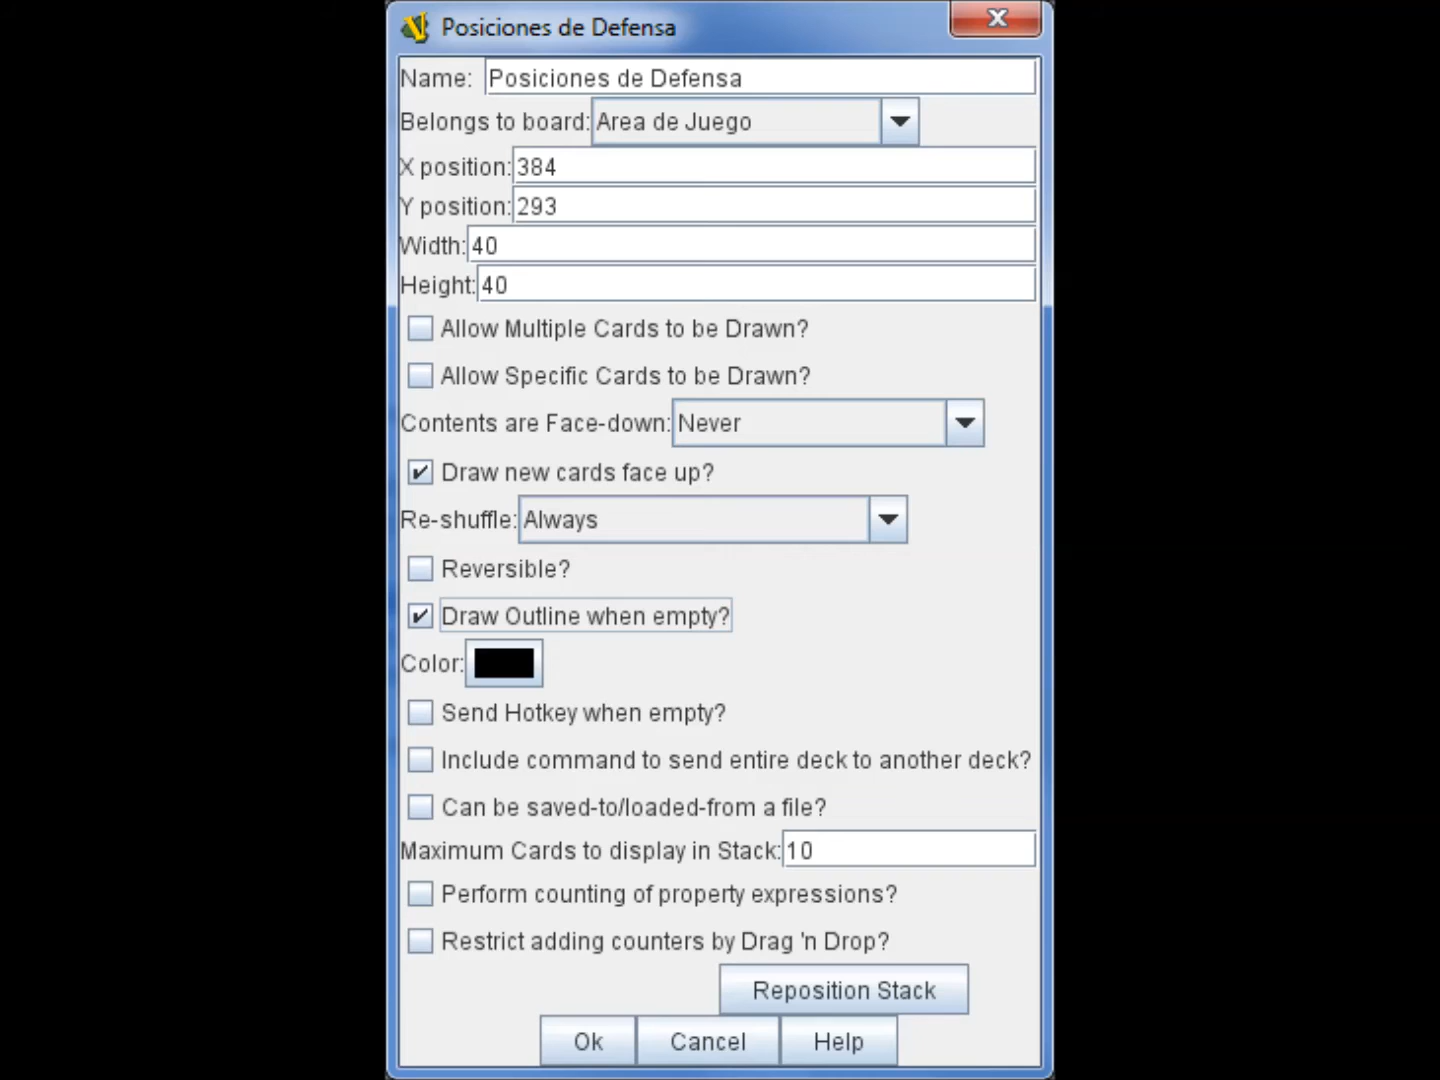 Posiciones de Defensa
Name: Posiciones de Defensa
Belongs to board: Area de Juego
X position: 384
Y position: 293
Width: 40
Height: 40
Allow Multiple Cards to be Drawn?
Allow Specific Cards to be Drawn?
Contents are Face-down: Never
Draw new cards face up?
Re-shuffle: Always
Reversible?
Draw Outline when empty?
Color:
Send Hotkey when empty?
Include command to send entire deck to another deck?
Can be saved-to/loaded-from a file?
Maximum Cards to display in Stack: 10
Perform counting of property expressions?
Restrict adding counters by Drag 'n Drop?
Reposition Stack
Ok Cancel Help